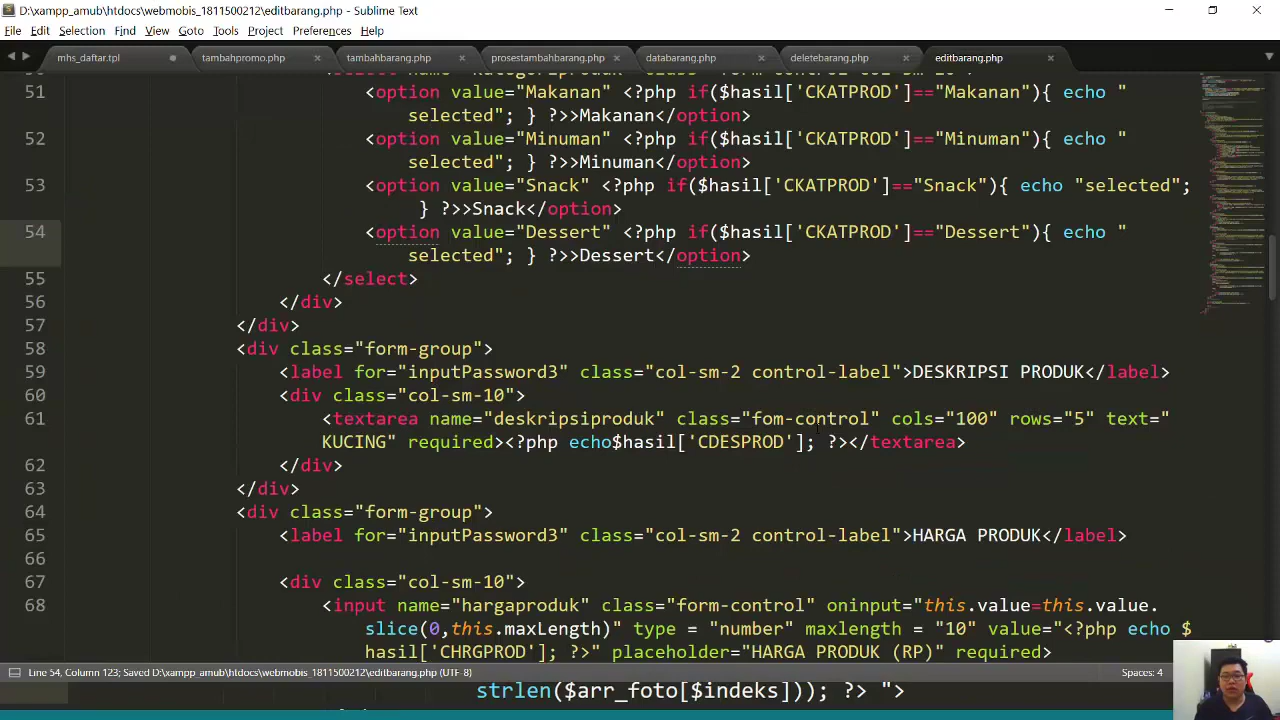 D:\xampp_amub\htdocs\webmobis_1811500212\editbarang.php • - Sublime Text
File Edit Selection Find View Goto Tools Project Preferences Help
mhs_daftar.tpl tambahpromo.php tambahbarang.php prosestambahbarang.php databarang.php deletebarang.php editbarang.php
51 <option value="Makanan" <?php if($hasil['CKATPROD']=="Makanan"){ echo "
selected"; } ?>>Makanan</option>
52 <option value="Minuman" <?php if($hasil['CKATPROD']=="Minuman"){ echo "
selected"; } ?>>Minuman</option>
53 <option value="Snack" <?php if($hasil['CKATPROD']=="Snack"){ echo "selected";
} ?>>Snack</option>
54 <option value="Dessert" <?php if($hasil['CKATPROD']=="Dessert"){ echo "
selected"; } ?>>Dessert</option>
55 </select>
56 </div>
57 </div>
58 <div class="form-group">
59 <label for="inputPassword3" class="col-sm-2 control-label">DESKRIPSI PRODUK</label>
60 <div class="col-sm-10">
61 <textarea name="deskripsiproduk" class="fom-control" cols="100" rows="5" text="
KUCING" required><?php echo$hasil['CDESPROD']; ?></textarea>
62 </div>
63 </div>
64 <div class="form-group">
65 <label for="inputPassword3" class="col-sm-2 control-label">HARGA PRODUK</label>
66
67 <div class="col-sm-10">
68 <input name="hargaproduk" class="form-control" oninput="this.value=this.value.
slice(0,this.maxLength)" type = "number" maxlength = "10" value="<?php echo $
hasil['CHRGPROD']; ?>" placeholder="HARGA PRODUK (RP)" required>
Line 54, Column 123; Saved D:\xampp_amub\htdocs\webmobis_1811500212\editbarang.php (UTF-8) Spaces: 4
strlen($arr_foto[$indeks])); ?> ">